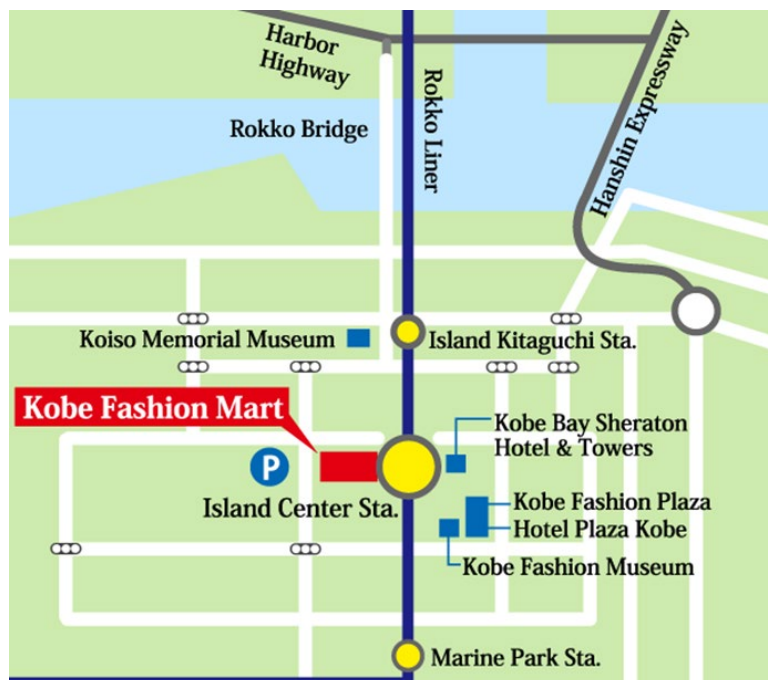 Harbor
Highway
Rokko Bridge
Rokko Liner
Hanshin Expressway
Koiso Memorial Museum
Island Kitaguchi Sta.
Kobe Fashion Mart
Kobe Bay Sheraton
Hotel & Towers
P
Island Center Sta.
Kobe Fashion Plaza
Hotel Plaza Kobe
Kobe Fashion Museum
Marine Park Sta.